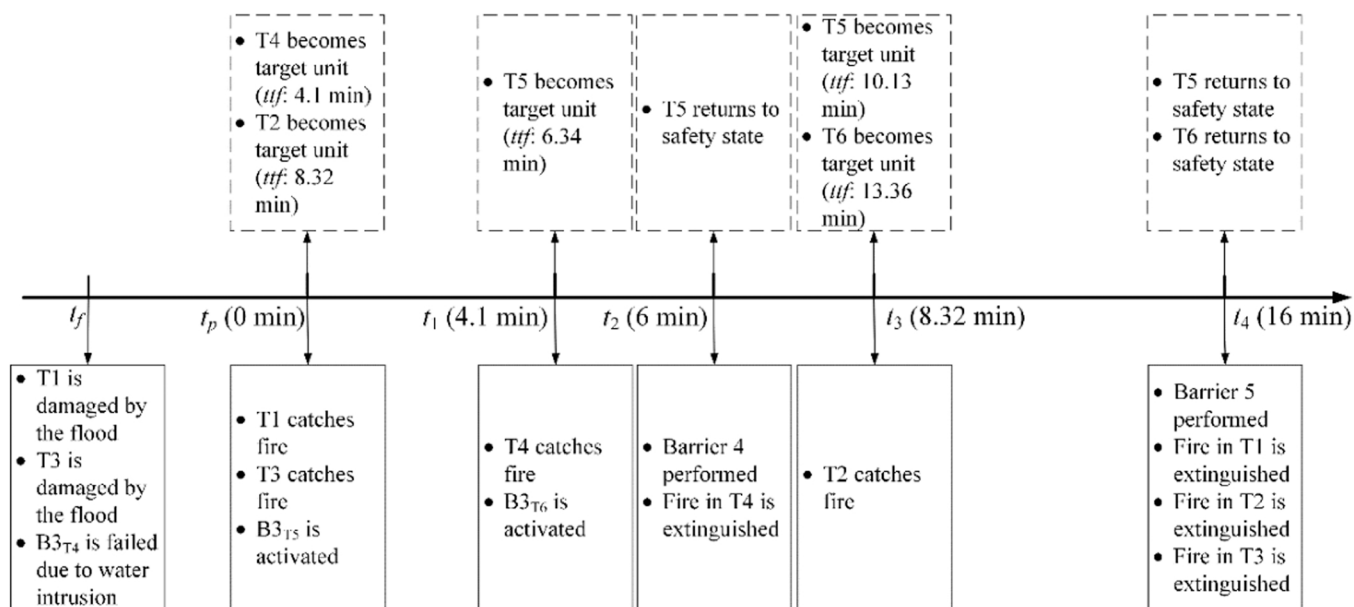 • T4 becomes
target unit
(ttf: 4.1 min)
• T2 becomes
target unit
(ttf: 8.32
min)
• T5 becomes
target unit
(ttf: 6.34
min)
• T5 returns to
safety state
• T5 becomes
target unit
(ttf: 10.13
min)
• T6 becomes
target unit
(ttf: 13.36
min)
• T5 returns to
safety state
• T6 returns to
safety state
tf
tp (0 min)
t1 (4.1 min)
t2 (6 min)
t3 (8.32 min)
t4 (16 min)
• T1 is
damaged by
the flood
• T3 is
damaged by
the flood
• B3T4 is failed
due to water
intrusion
• T1 catches
fire
• T3 catches
fire
• B3T5 is
activated
• T4 catches
fire
• B3T6 is
activated
• Barrier 4
performed
• Fire in T4 is
extinguished
• T2 catches
fire
• Barrier 5
performed
• Fire in T1 is
extinguished
• Fire in T2 is
extinguished
• Fire in T3 is
extinguished